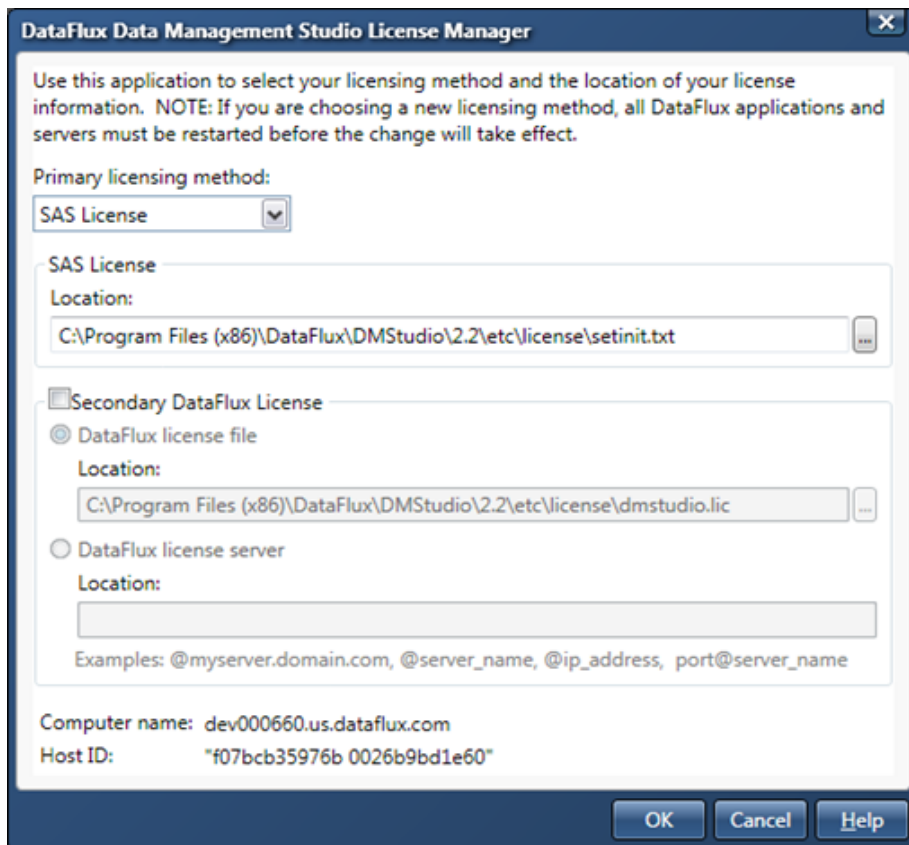 DataFlux Data Management Studio License Manager
Use this application to select your licensing method and the location of your license
information.  NOTE: If you are choosing a new licensing method, all DataFlux applications and
servers must be restarted before the change will take effect.
Primary licensing method:
SAS License
SAS License
Location:
C:\Program Files (x86)\DataFlux\DMStudio\2.2\etc\license\setinit.txt
...
Secondary DataFlux License
DataFlux license file
Location:
C:\Program Files (x86)\DataFlux\DMStudio\2.2\etc\license\dmstudio.lic
...
DataFlux license server
Location:
Examples: @myserver.domain.com, @server_name, @ip_address,  port@server_name
Computer name: dev000660.us.dataflux.com
Host ID: "f07bcb35976b 0026b9bd1e60"
OK Cancel Help